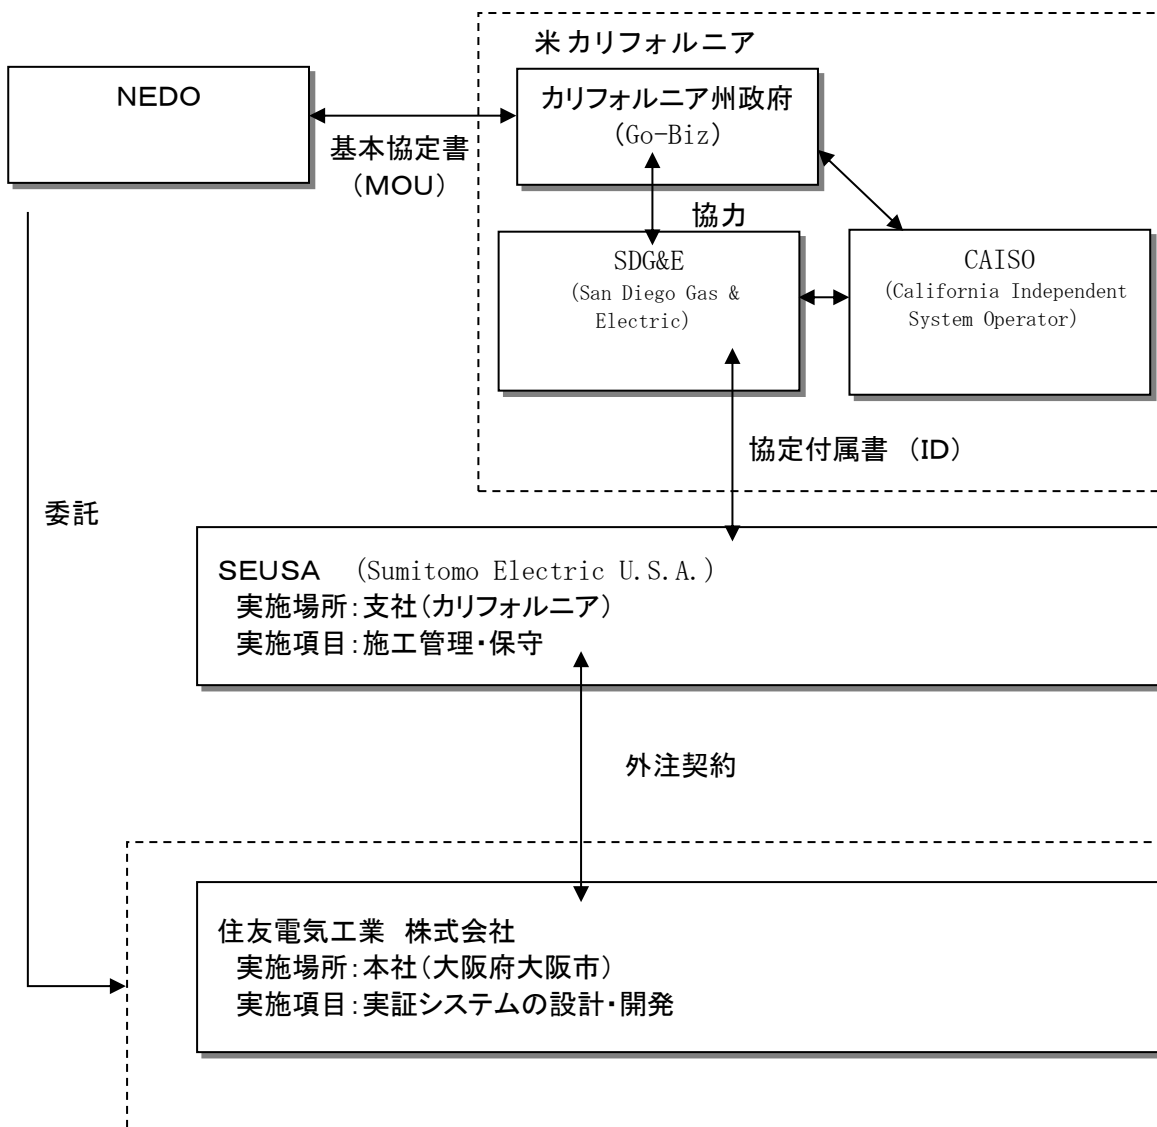 米カリフォルニア
NEDO
カリフォルニア州政府
(Go-Biz)
基本協定書
(MOU)
協力
SDG&E
(San Diego Gas &
Electric)
CAISO
(California Independent
System Operator)
協定付属書 (ID)
委託
SEUSA (Sumitomo Electric U.S.A.)
実施場所：支社（カリフォルニア）
実施項目：施工管理・保守
外注契約
住友電気工業 株式会社
実施場所：本社（大阪府大阪市）
実施項目：実証システムの設計・開発